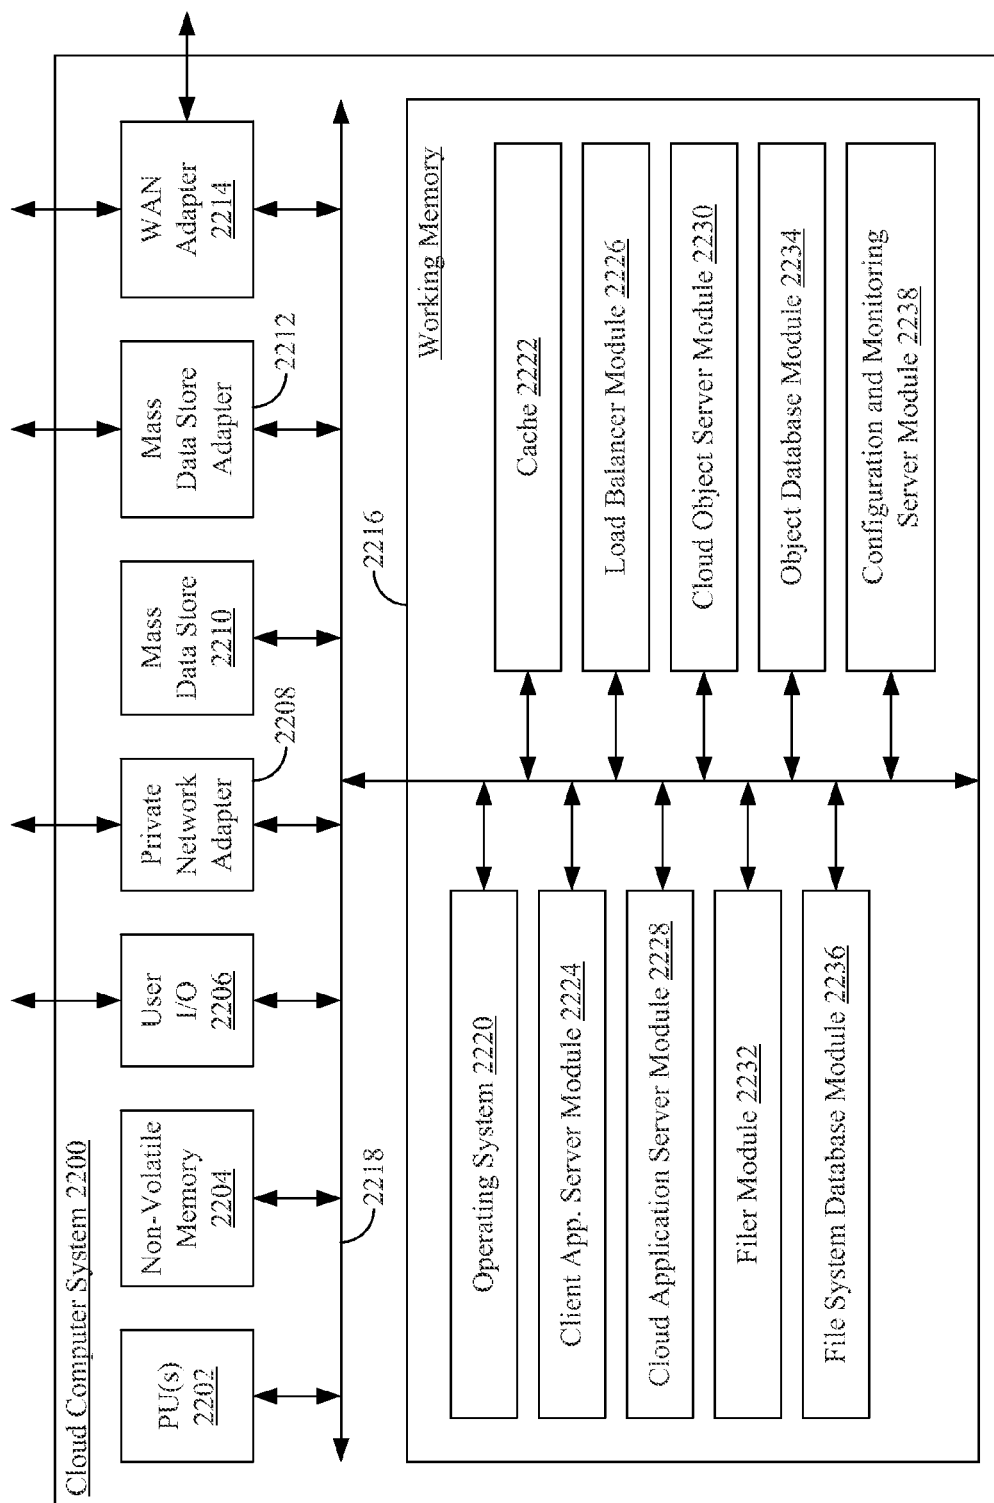 Cloud Computer System 2200
PU(s)
2202
Non-Volatile
Memory
2204
User
I/O
2206
Private
Network
Adapter
2208
Mass
Data Store
2210
Mass
Data Store
Adapter
2212
WAN
Adapter
2214
2218
2216
Working Memory
Operating System 2220
Client App. Server Module 2224
Cloud Application Server Module 2228
Filer Module 2232
File System Database Module 2236
Cache 2222
Load Balancer Module 2226
Cloud Object Server Module 2230
Object Database Module 2234
Configuration and Monitoring
Server Module 2238